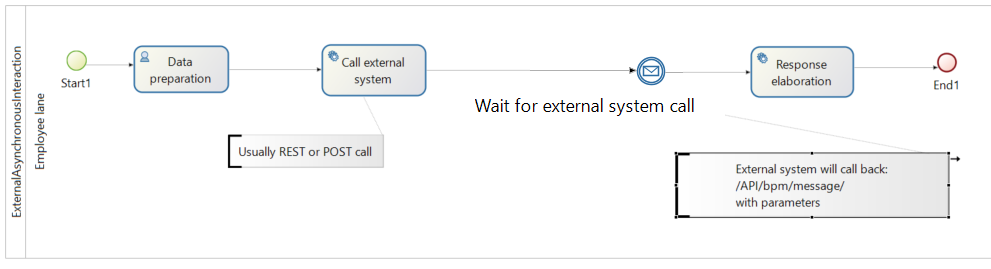 ExternalAsynchronousInteraction
Employee lane
Start1
Data
preparation
Call external
system
Wait for external system call
Response
elaboration
End1
Usually REST or POST call
External system will call back:
/API/bpm/message/
with parameters